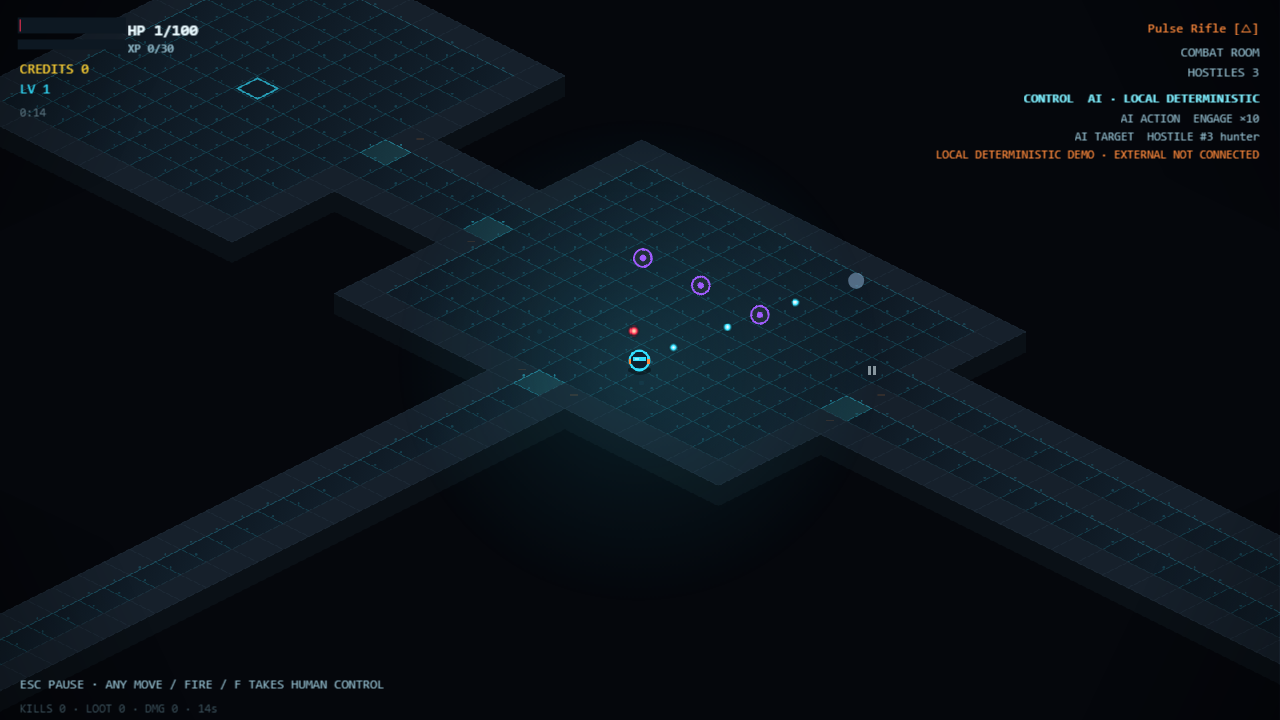 HP 1/100
XP 0/30
CREDITS 0
LV 1
0:14
Pulse Rifle [△]
COMBAT ROOM
HOSTILES 3
CONTROL AI · LOCAL DETERMINISTIC
AI ACTION ENGAGE ×10
AI TARGET HOSTILE #3 hunter
LOCAL DETERMINISTIC DEMO · EXTERNAL NOT CONNECTED
ESC PAUSE · ANY MOVE / FIRE / F TAKES HUMAN CONTROL
KILLS 0 · LOOT 0 · DMG 0 · 14s